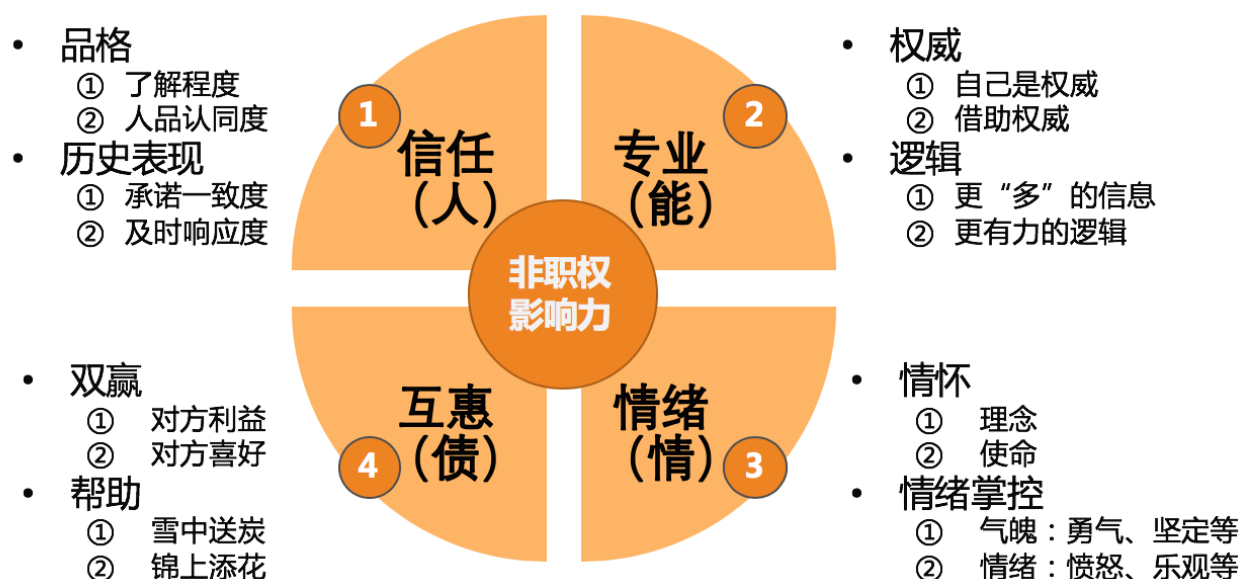 • 品格
① 了解程度
② 人品认同度
• 历史表现
① 承诺一致度
② 及时响应度
1
信任
（人）
2
专业
（能）
• 权威
① 自己是权威
② 借助权威
• 逻辑
① 更“多”的信息
② 更有力的逻辑
非职权
影响力
• 双赢
① 对方利益
② 对方喜好
• 帮助
① 雪中送炭
② 锦上添花
互惠
（债）
4
情绪
（情）
3
• 情怀
① 理念
② 使命
• 情绪掌控
① 气魄：勇气、坚定等
② 情绪：愤怒、乐观等